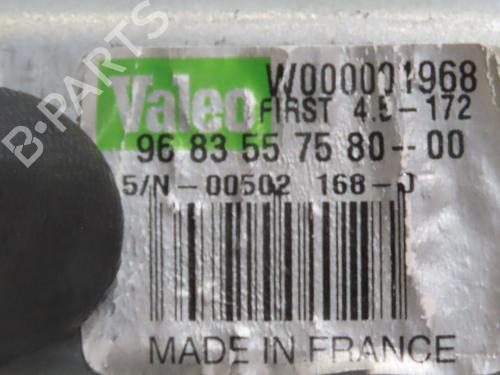 Valeo
W000001968
FIRST 4.5-172
96 83 55 75 80-00
S/N-00502 168-J
MADE IN FRANCE
B-PARTS